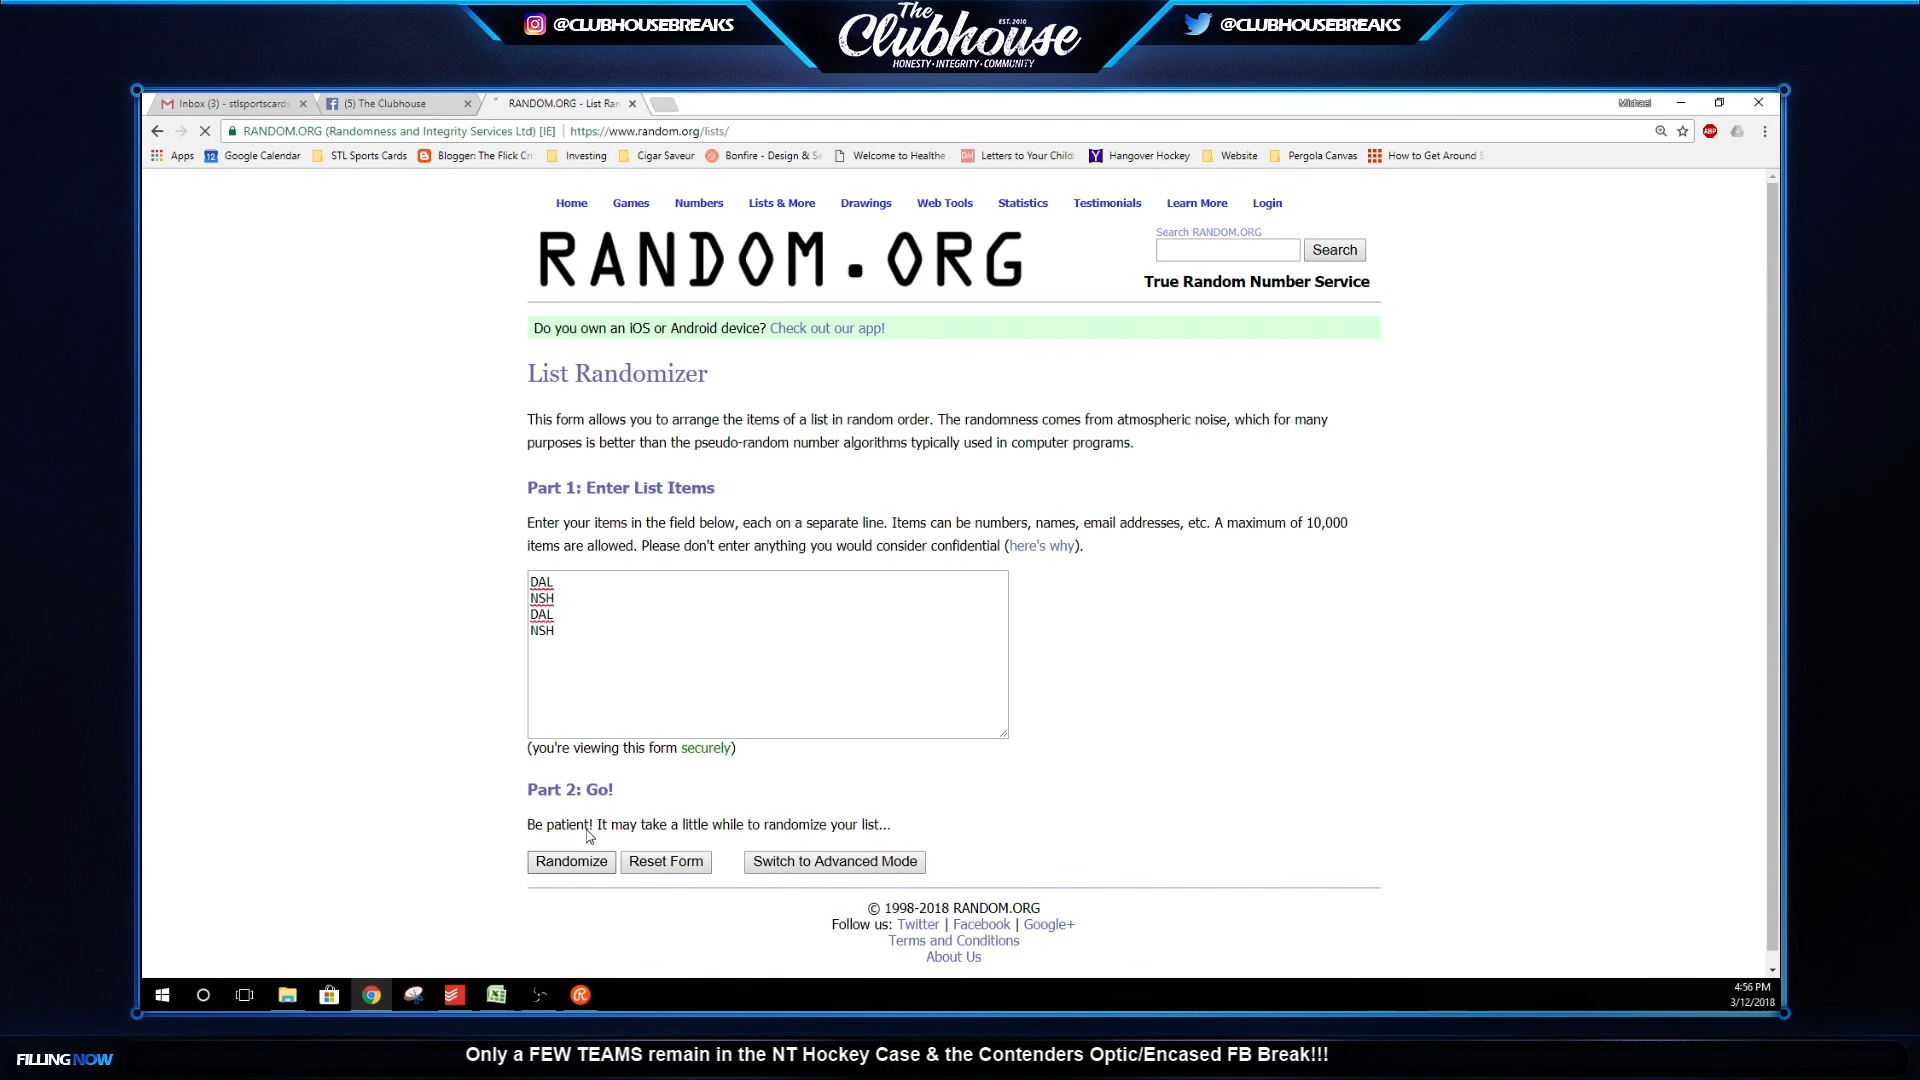 @CLUBHOUSEBREAKS
The
Clubhouse
EST. 2010
HONESTY • INTEGRITY • COMMUNITY
@CLUBHOUSEBREAKS
Inbox (3) - stlsportscards
(5) The Clubhouse
RANDOM.ORG - List Ran
Michael
RANDOM.ORG (Randomness and Integrity Services Ltd) [IE] https://www.random.org/lists/
ABP
Apps Google Calendar STL Sports Cards Blogger: The Flick Cri Investing Cigar Saveur Bonfire - Design & Se Welcome to Healthe Letters to Your Child Hangover Hockey Website Pergola Canvas How to Get Around S
Home Games Numbers Lists & More Drawings Web Tools Statistics Testimonials Learn More Login
RANDOM.ORG
Search RANDOM.ORG
Search
True Random Number Service
Do you own an iOS or Android device? Check out our app!
List Randomizer
This form allows you to arrange the items of a list in random order. The randomness comes from atmospheric noise, which for many
purposes is better than the pseudo-random number algorithms typically used in computer programs.
Part 1: Enter List Items
Enter your items in the field below, each on a separate line. Items can be numbers, names, email addresses, etc. A maximum of 10,000
items are allowed. Please don't enter anything you would consider confidential (here's why).
DAL
NSH
DAL
NSH
(you're viewing this form securely)
Part 2: Go!
Be patient! It may take a little while to randomize your list...
Randomize Reset Form Switch to Advanced Mode
© 1998-2018 RANDOM.ORG
Follow us: Twitter | Facebook | Google+
Terms and Conditions
About Us
4:56 PM
3/12/2018
FILLING NOW
Only a FEW TEAMS remain in the NT Hockey Case & the Contenders Optic/Encased FB Break!!!